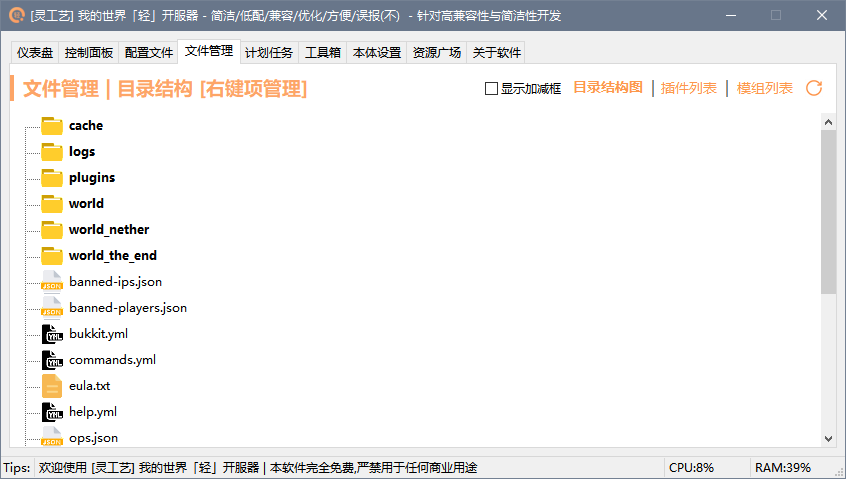 [灵工艺] 我的世界「轻」开服器 - 简洁/低配/兼容/优化/方便/误报(不) - 针对高兼容性与简洁性开发
仪表盘 控制面板 配置文件 文件管理 计划任务 工具箱 本体设置 资源广场 关于软件
文件管理 | 目录结构 [右键项管理] 显示加减框 目录结构图 | 插件列表 | 模组列表
cache
logs
plugins
world
world_nether
world_the_end
JSON banned-ips.json
JSON banned-players.json
YML bukkit.yml
YML commands.yml
eula.txt
YML help.yml
JSON ops.json
Tips: 欢迎使用 [灵工艺] 我的世界「轻」开服器 | 本软件完全免费,严禁用于任何商业用途 CPU:8% RAM:39%